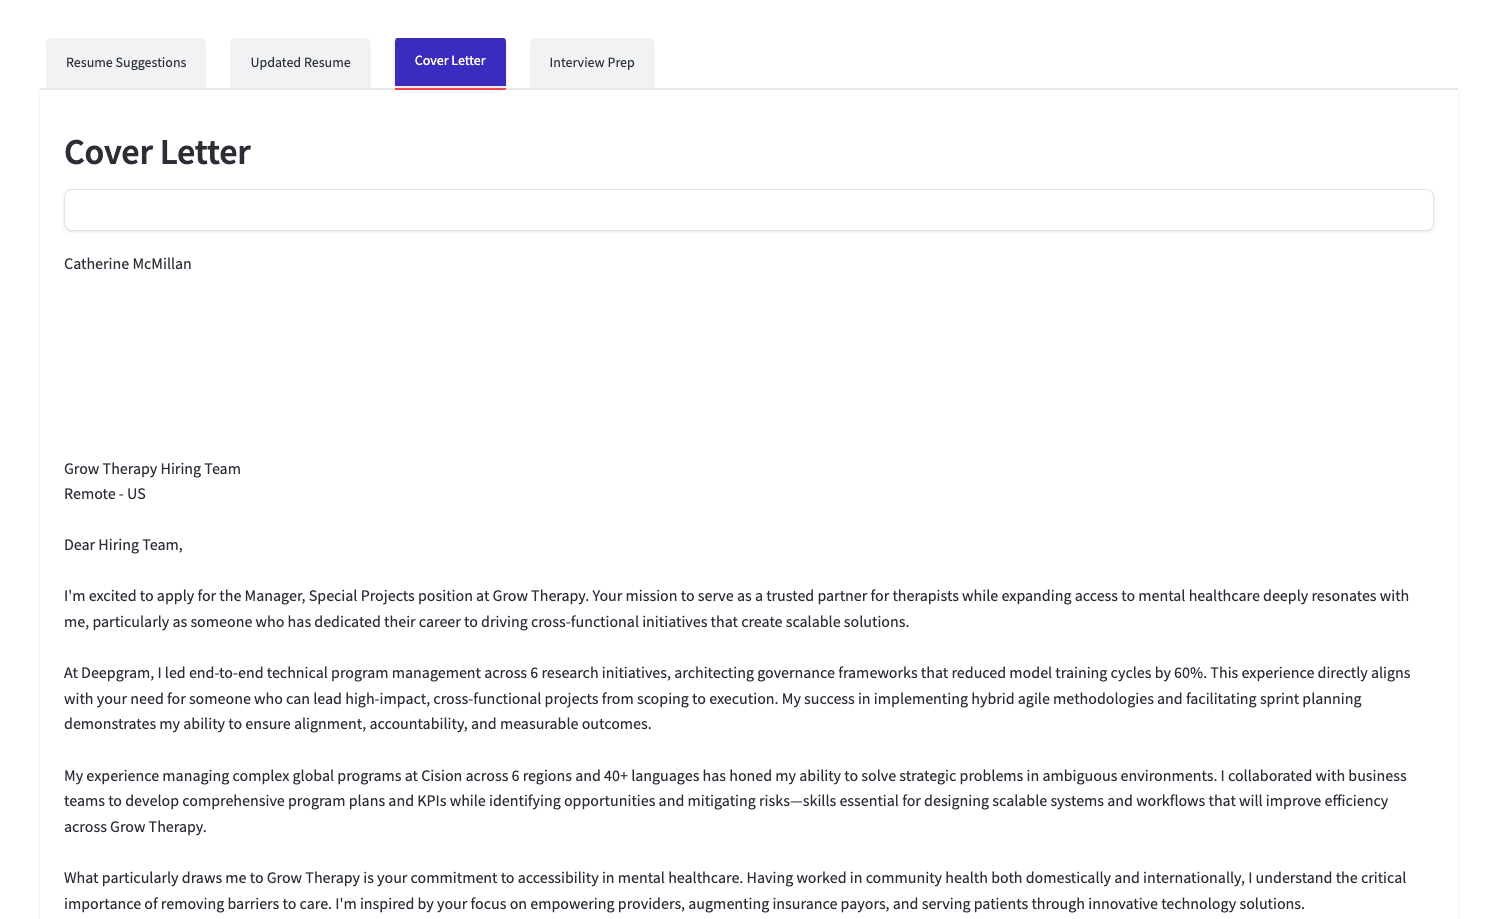 Resume Suggestions
Updated Resume
Cover Letter
Interview Prep
Cover Letter
Catherine McMillan
Grow Therapy Hiring Team
Remote - US
Dear Hiring Team,
I'm excited to apply for the Manager, Special Projects position at Grow Therapy. Your mission to serve as a trusted partner for therapists while expanding access to mental healthcare deeply resonates with
me, particularly as someone who has dedicated their career to driving cross-functional initiatives that create scalable solutions.
At Deepgram, I led end-to-end technical program management across 6 research initiatives, architecting governance frameworks that reduced model training cycles by 60%. This experience directly aligns
with your need for someone who can lead high-impact, cross-functional projects from scoping to execution. My success in implementing hybrid agile methodologies and facilitating sprint planning
demonstrates my ability to ensure alignment, accountability, and measurable outcomes.
My experience managing complex global programs at Cision across 6 regions and 40+ languages has honed my ability to solve strategic problems in ambiguous environments. I collaborated with business
teams to develop comprehensive program plans and KPIs while identifying opportunities and mitigating risks—skills essential for designing scalable systems and workflows that will improve efficiency
across Grow Therapy.
What particularly draws me to Grow Therapy is your commitment to accessibility in mental healthcare. Having worked in community health both domestically and internationally, I understand the critical
importance of removing barriers to care. I'm inspired by your focus on empowering providers, augmenting insurance payors, and serving patients through innovative technology solutions.